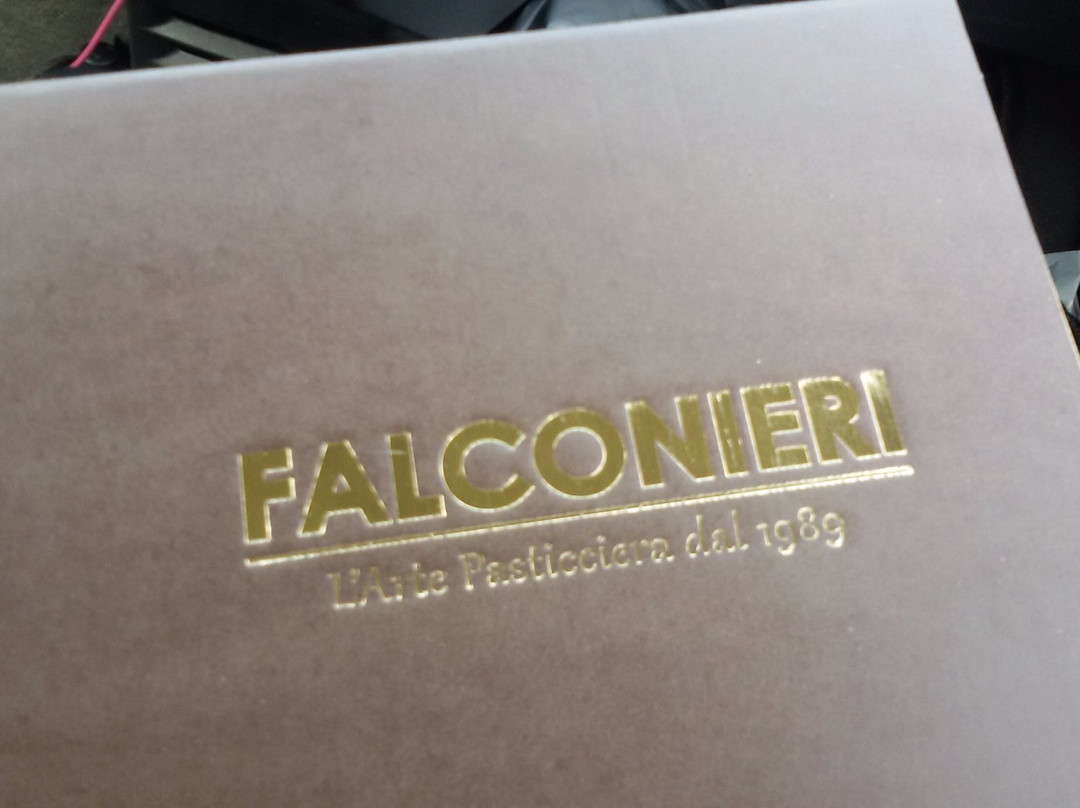 FALCONIERI
L'Arte Pasticciera dal 1989